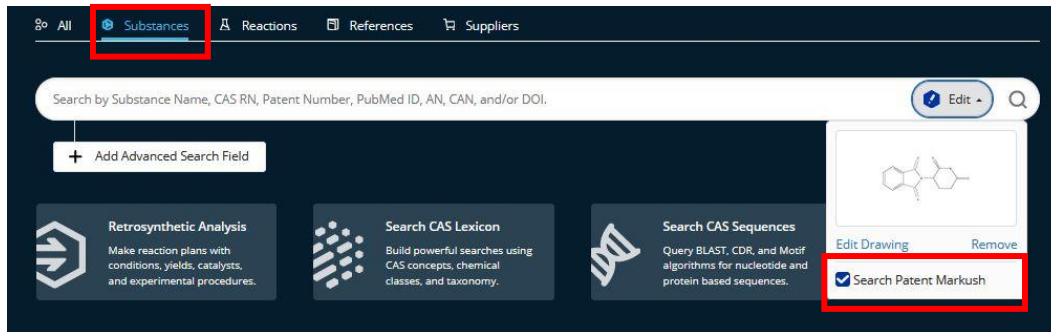 All Substances Reactions References Suppliers
Search by Substance Name, CAS RN, Patent Number, PubMed ID, AN, CAN, and/or DOI. Edit
Add Advanced Search Field
Retrosynthetic Analysis
Make reaction plans with
conditions, yields, catalysts,
and experimental procedures.
Search CAS Lexicon
Build powerful searches using
CAS concepts, chemical
classes, and taxonomy.
Search CAS Sequences
Query BLAST, CDR, and Motif
algorithms for nucleotide and
protein based sequences.
Edit Drawing Remove
Search Patent Markush